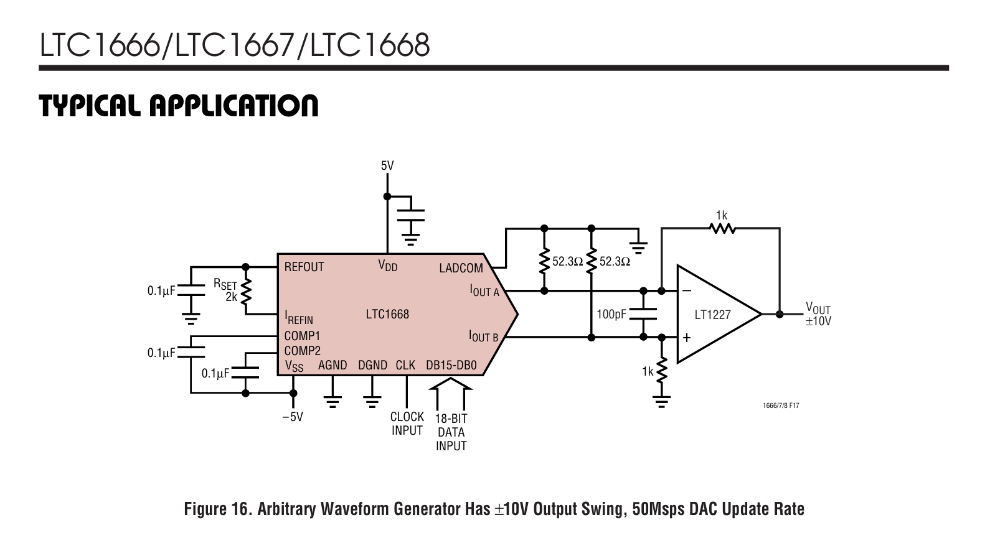 LTC1666/LTC1667/LTC1668
TYPICAL APPLICATION
5V
1k
REFOUT
VDD
LADCOM
52.3Ω
52.3Ω
0.1µF
RSET
2k
IOUT A
LTC1668
100pF
LT1227
VOUT
±10V
IREFIN
COMP1
IOUT B
0.1µF
COMP2
0.1µF
VSS
AGND
DGND
CLK
DB15-DB0
1k
–5V
CLOCK
INPUT
18-BIT
DATA
INPUT
–
+
1666/7/8 F17
Figure 16. Arbitrary Waveform Generator Has ±10V Output Swing, 50Msps DAC Update Rate